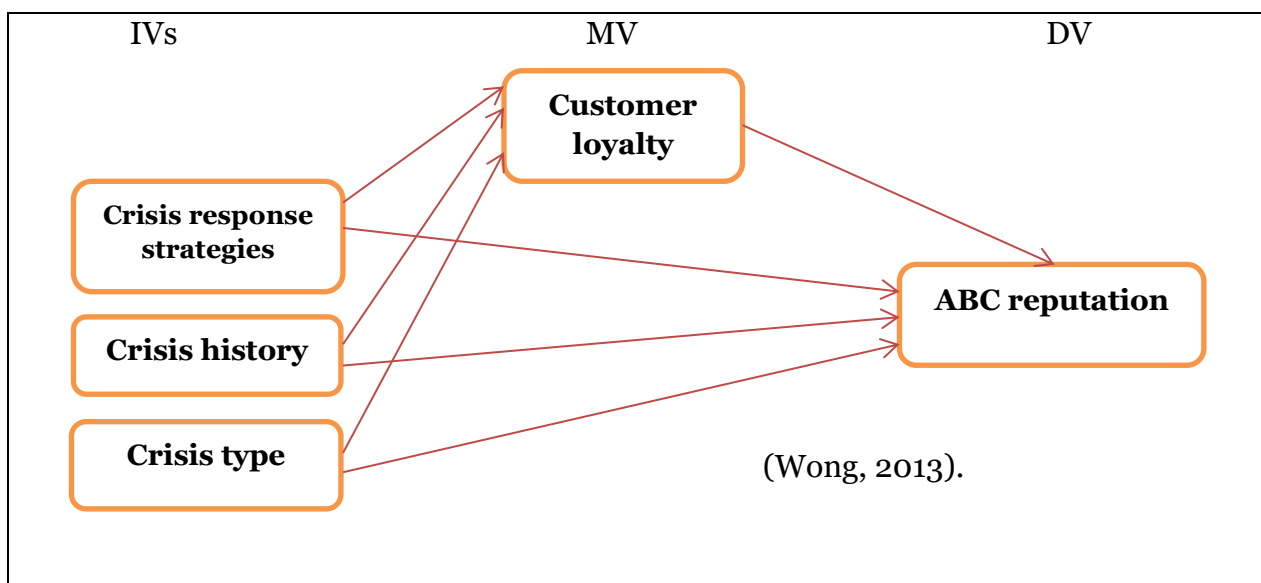 IVs
MV
DV
Customer
loyalty
Crisis response
strategies
ABC reputation
Crisis history
Crisis type
(Wong, 2013).